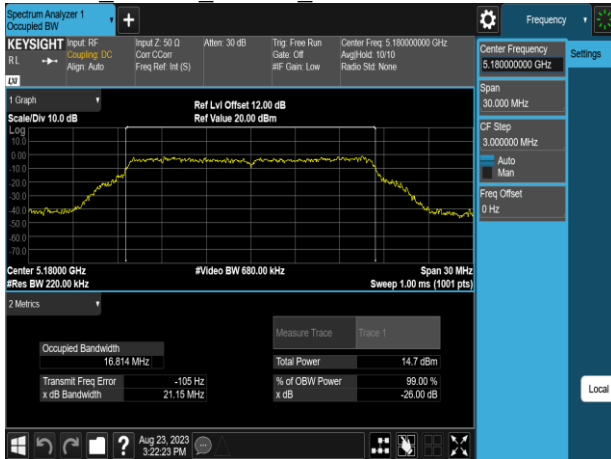 Spectrum Analyzer 1
Occupied BW
Frequency
KEYSIGHT
Input: RF
Coupling: DC
Align: Auto
Input Z: 50 Ω
Corr CCorr
Freq Ref: Int (S)
Atten: 30 dB
Trig: Free Run
Gate: Off
#IF Gain: Low
Center Freq: 5.180000000 GHz
Avg|Hold: 10/10
Radio Std: None
RL
LXI
Center Frequency
5.180000000 GHz
Settings
Span
30.000 MHz
CF Step
3.000000 MHz
Auto
Man
Freq Offset
0 Hz
1 Graph
Scale/Div 10.0 dB
Ref Lvl Offset 12.00 dB
Ref Value 20.00 dBm
Log
10.0
0.00
-10.0
-20.0
-30.0
-40.0
-50.0
-60.0
-70.0
Center 5.18000 GHz
#Video BW 680.00 kHz
Span 30 MHz
#Res BW 220.00 kHz
Sweep 1.00 ms (1001 pts)
2 Metrics
Measure Trace
Trace 1
Occupied Bandwidth
16.814 MHz
Total Power
14.7 dBm
Transmit Freq Error
-105 Hz
% of OBW Power
99.00 %
x dB Bandwidth
21.15 MHz
x dB
-26.00 dB
Local
?
Aug 23, 2023
3:22:23 PM